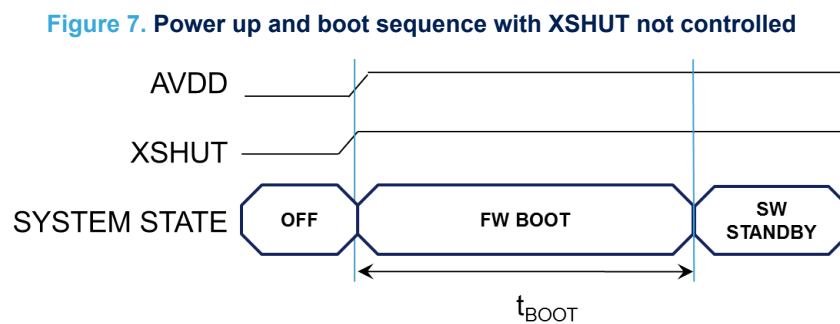 Figure 7. Power up and boot sequence with XSHUT not controlled
AVDD
XSHUT
SYSTEM STATE
OFF
FW BOOT
SW
STANDBY
tBOOT